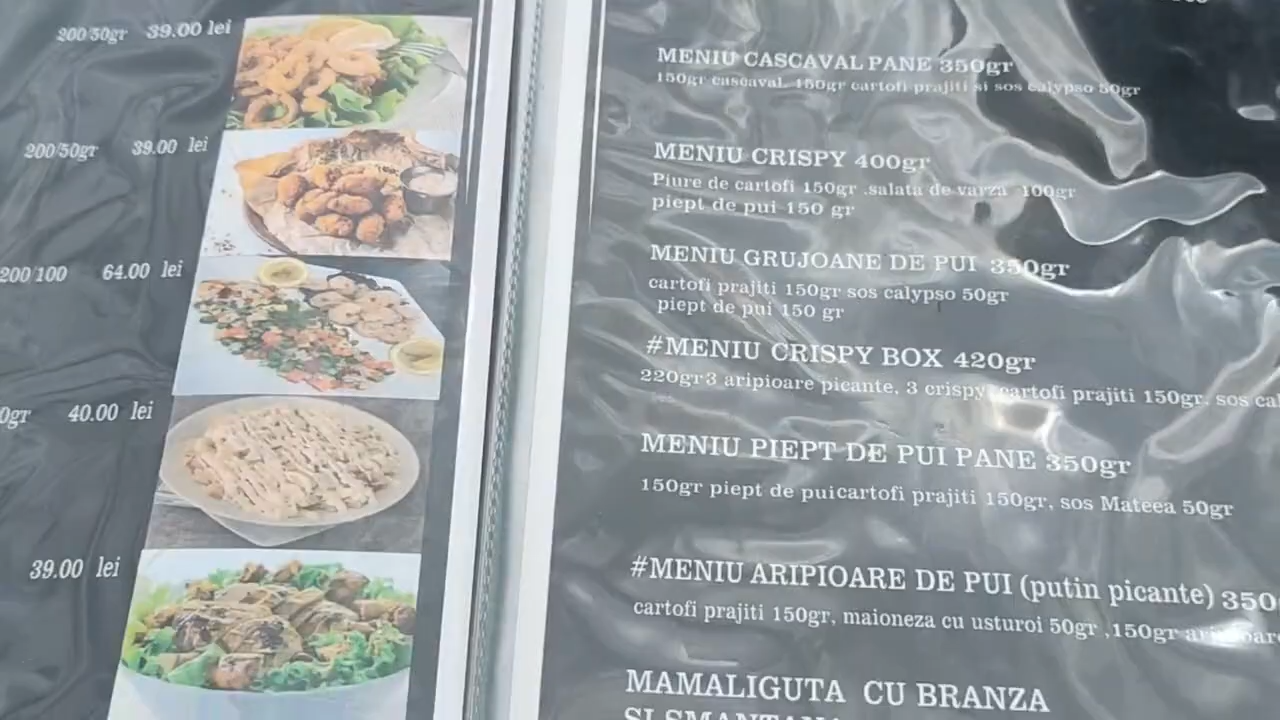 200/50gr 39.00 lei
200/50gr 39.00 lei
200 100 64.00 lei
0gr 40.00 lei
39.00 lei
MENIU CASCAVAL PANE 350gr
150gr cascaval, 150gr cartofi prajiti si sos calypso 50gr
MENIU CRISPY 400gr
Piure de cartofi 150gr .salata de varza 100gr
piept de pui 150 gr
MENIU GRUJOANE DE PUI 350gr
cartofi prajiti 150gr sos calypso 50gr
piept de pui 150 gr
#MENIU CRISPY BOX 420gr
220gr3 aripioare picante, 3 crispy, cartofi prajiti 150gr, sos cal
MENIU PIEPT DE PUI PANE 350gr
150gr piept de puicartofi prajiti 150gr, sos Mateea 50gr
#MENIU ARIPIOARE DE PUI (putin picante) 350
cartofi prajiti 150gr, maioneza cu usturoi 50gr ,150gr
MAMALIGUTA CU BRANZA
SI SMANTANA